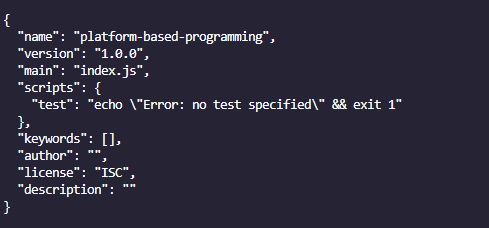 {
  "name": "platform-based-programming",
  "version": "1.0.0",
  "main": "index.js",
  "scripts": {
    "test": "echo \"Error: no test specified\" && exit 1"
  },
  "keywords": [],
  "author": "",
  "license": "ISC",
  "description": ""
}